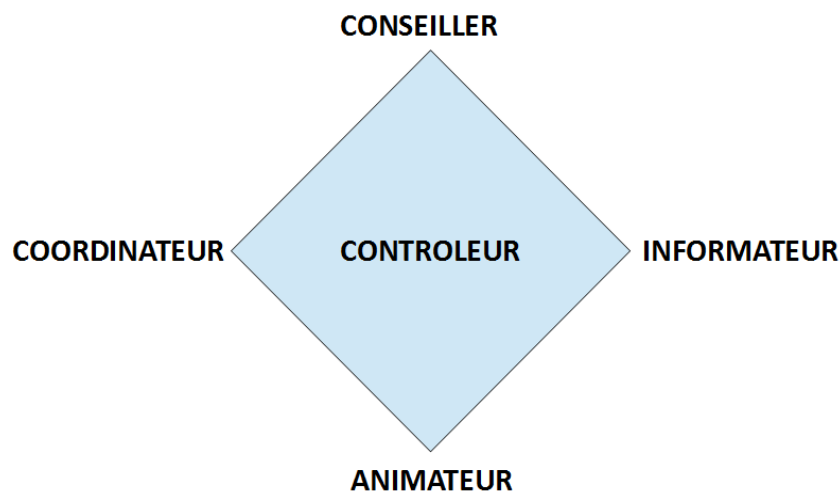 CONSEILLER
COORDINATEUR
CONTROLEUR
INFORMATEUR
ANIMATEUR